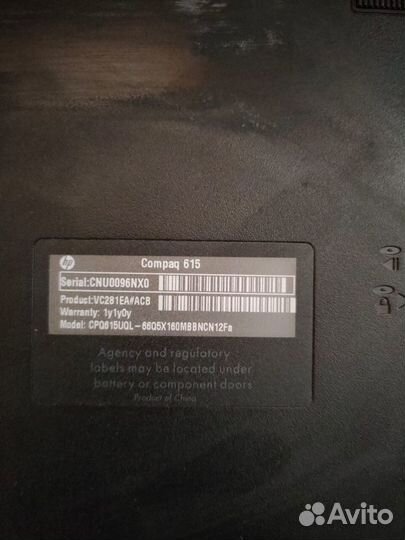 hp
Compaq 615
Serial:CNU0096NX0
Product:VC281EA#ACB
Warranty: 1y1y0y
Model: CPQ615UQL-66Q5X160M8BNCN12Fa
Agency and regulatory
labels may be located under
battery or component doors
Product of China
Avito